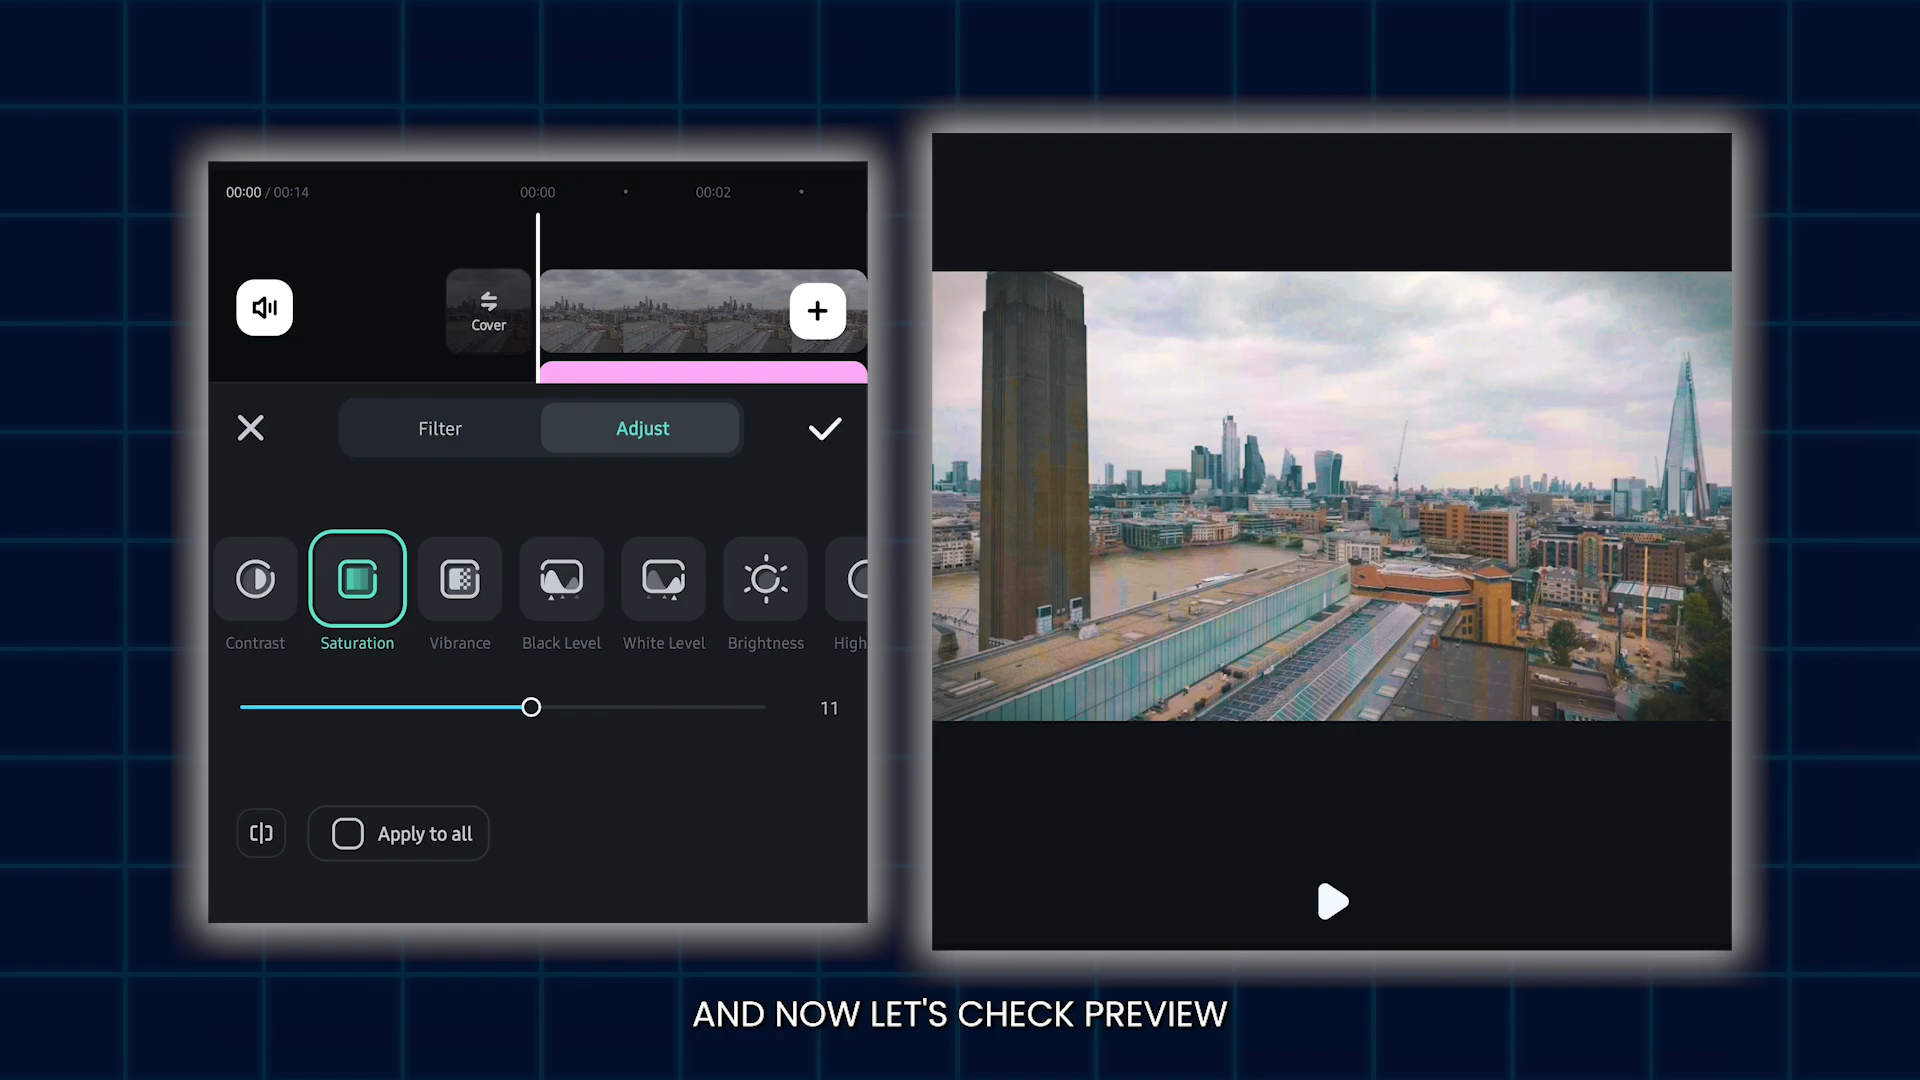 00:00 / 00:14
00:00
00:02
Cover
Filter
Adjust
Contrast
Saturation
Vibrance
Black Level
White Level
Brightness
High
11
Apply to all
AND NOW LET'S CHECK PREVIEW